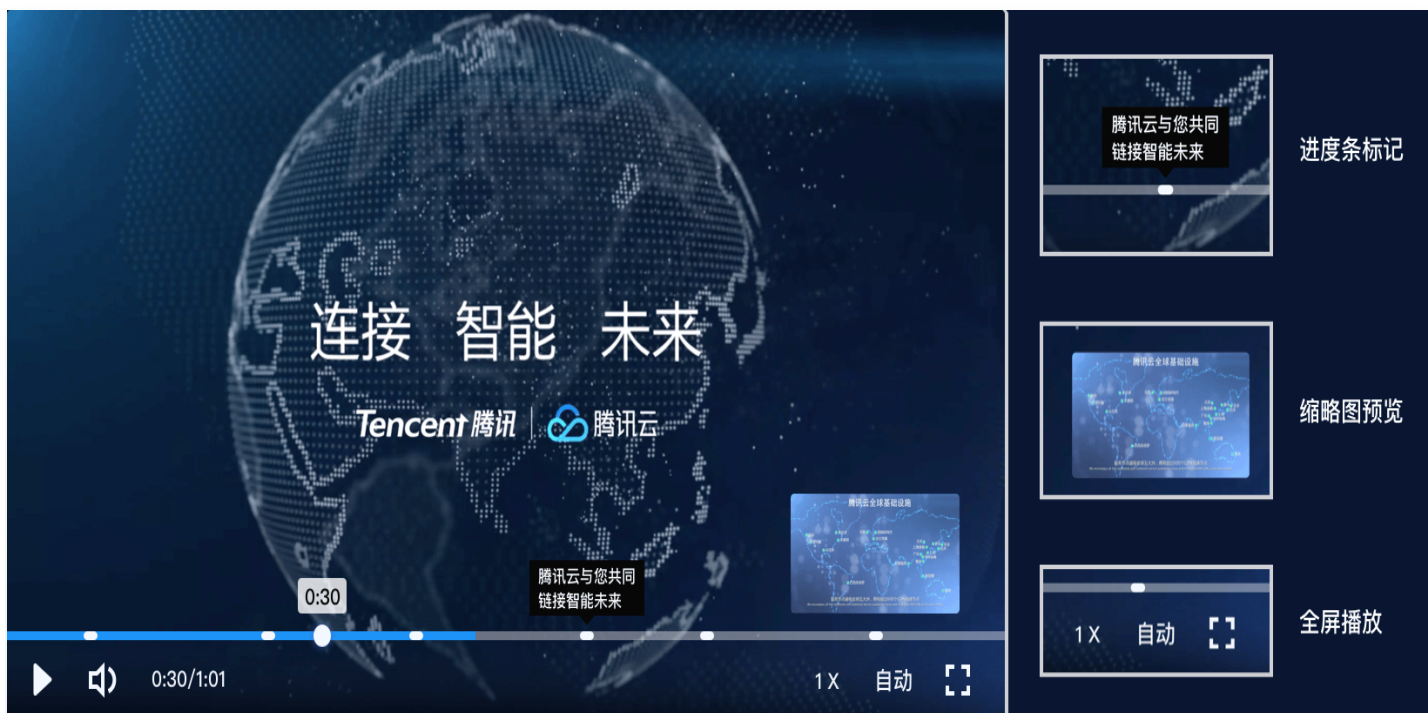 连接 智能 未来
Tencent 腾讯 腾讯云
腾讯云全球基础设施
腾讯云与您共同
链接智能未来
0:30
0:30/1:01
1 X 自动
腾讯云与您共同
链接智能未来
进度条标记
腾讯云全球基础设施
缩略图预览
1 X 自动
全屏播放